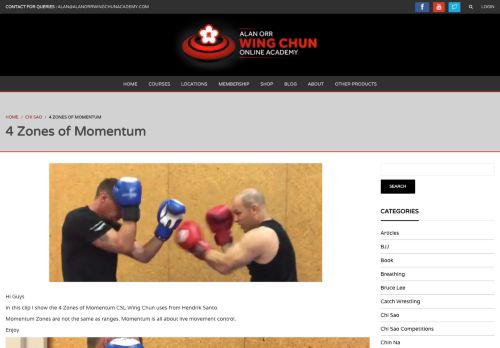 CONTACT FOR QUERIES : ALAN@ALANORRWINGCHUNACADEMY.COM
LOGIN
ALAN ORR
WING CHUN
ONLINE ACADEMY
HOME COURSES LOCATIONS MEMBERSHIP SHOP BLOG ABOUT OTHER PRODUCTS
HOME / CHI SAO / 4 ZONES OF MOMENTUM
4 Zones of Momentum
SEARCH
CATEGORIES
Articles
BJJ
Book
Breathing
Bruce Lee
Catch Wrestling
Chi Sao
Chi Sao Competitions
Chin Na
Hi Guys
In this clip I show the 4 Zones of Momentum CSL Wing Chun uses from Hendrik Santo.
Momentum Zones are not the same as ranges. Momentum is all about live movement control.
Enjoy